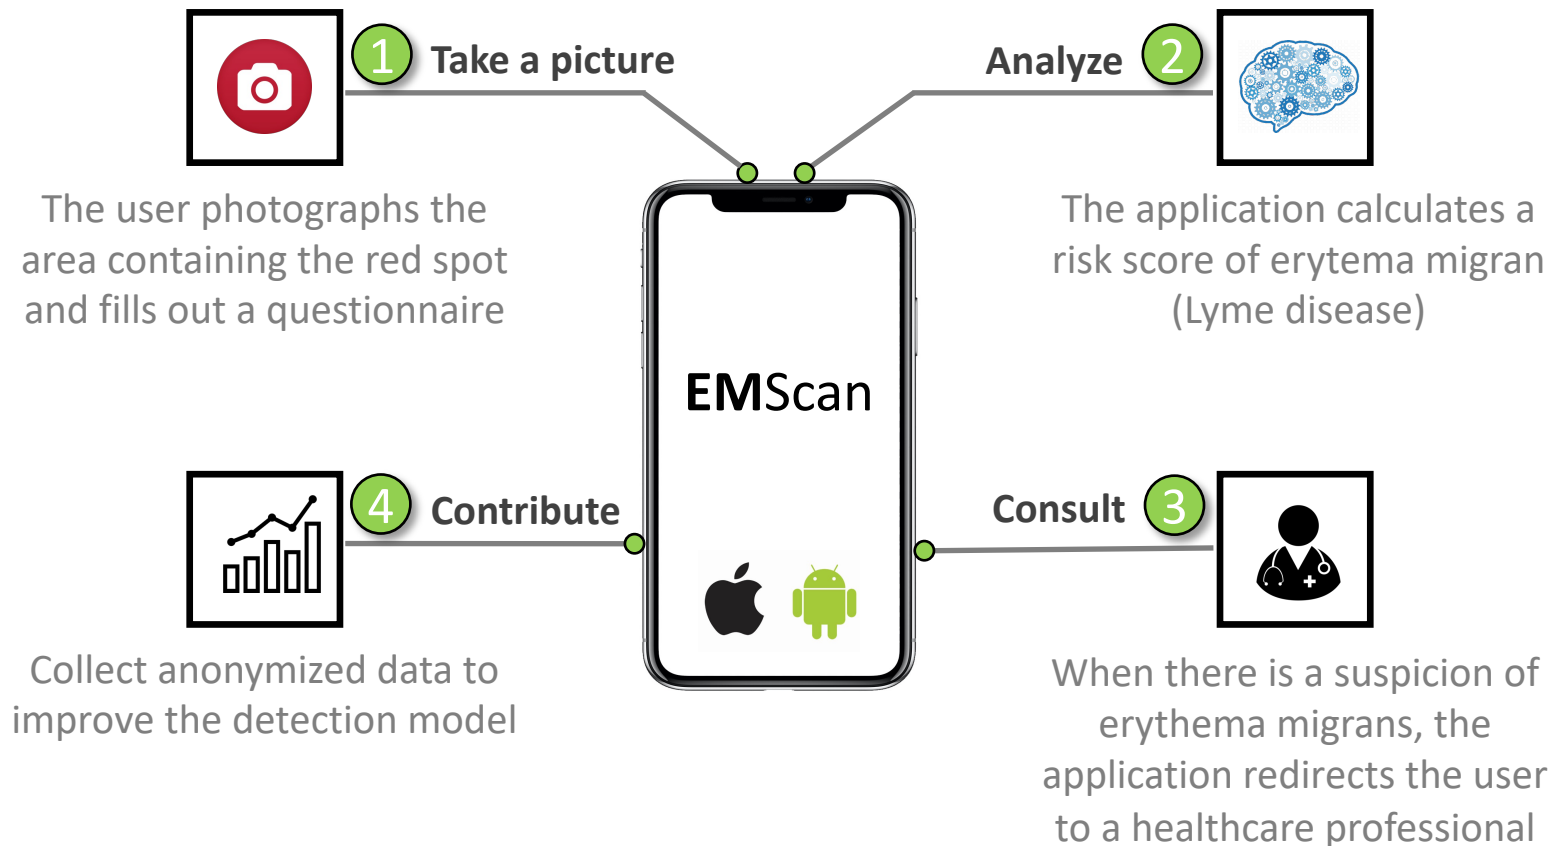 1 Take a picture
The user photographs the
area containing the red spot
and fills out a questionnaire
Analyze 2
The application calculates a
risk score of erytema migran
(Lyme disease)
EMScan
Consult 3
When there is a suspicion of
erythema migrans, the
application redirects the user
to a healthcare professional
4 Contribute
Collect anonymized data to
improve the detection model